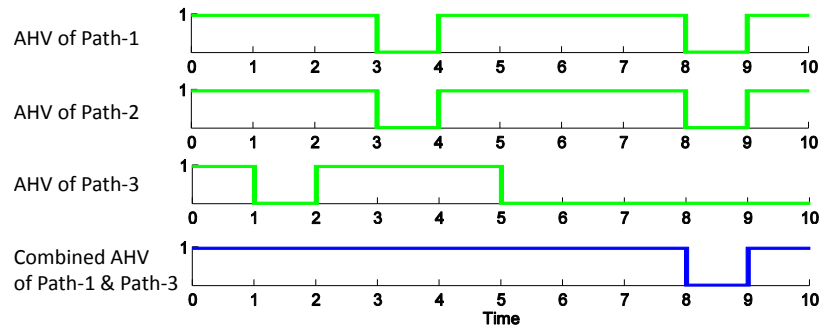 AHV of Path-1
1
0 1 2 3 4 5 6 7 8 9 10
AHV of Path-2
1
0 1 2 3 4 5 6 7 8 9 10
AHV of Path-3
1
0 1 2 3 4 5 6 7 8 9 10
Combined AHV
of Path-1 & Path-3
1
0 1 2 3 4 5 6 7 8 9 10
Time